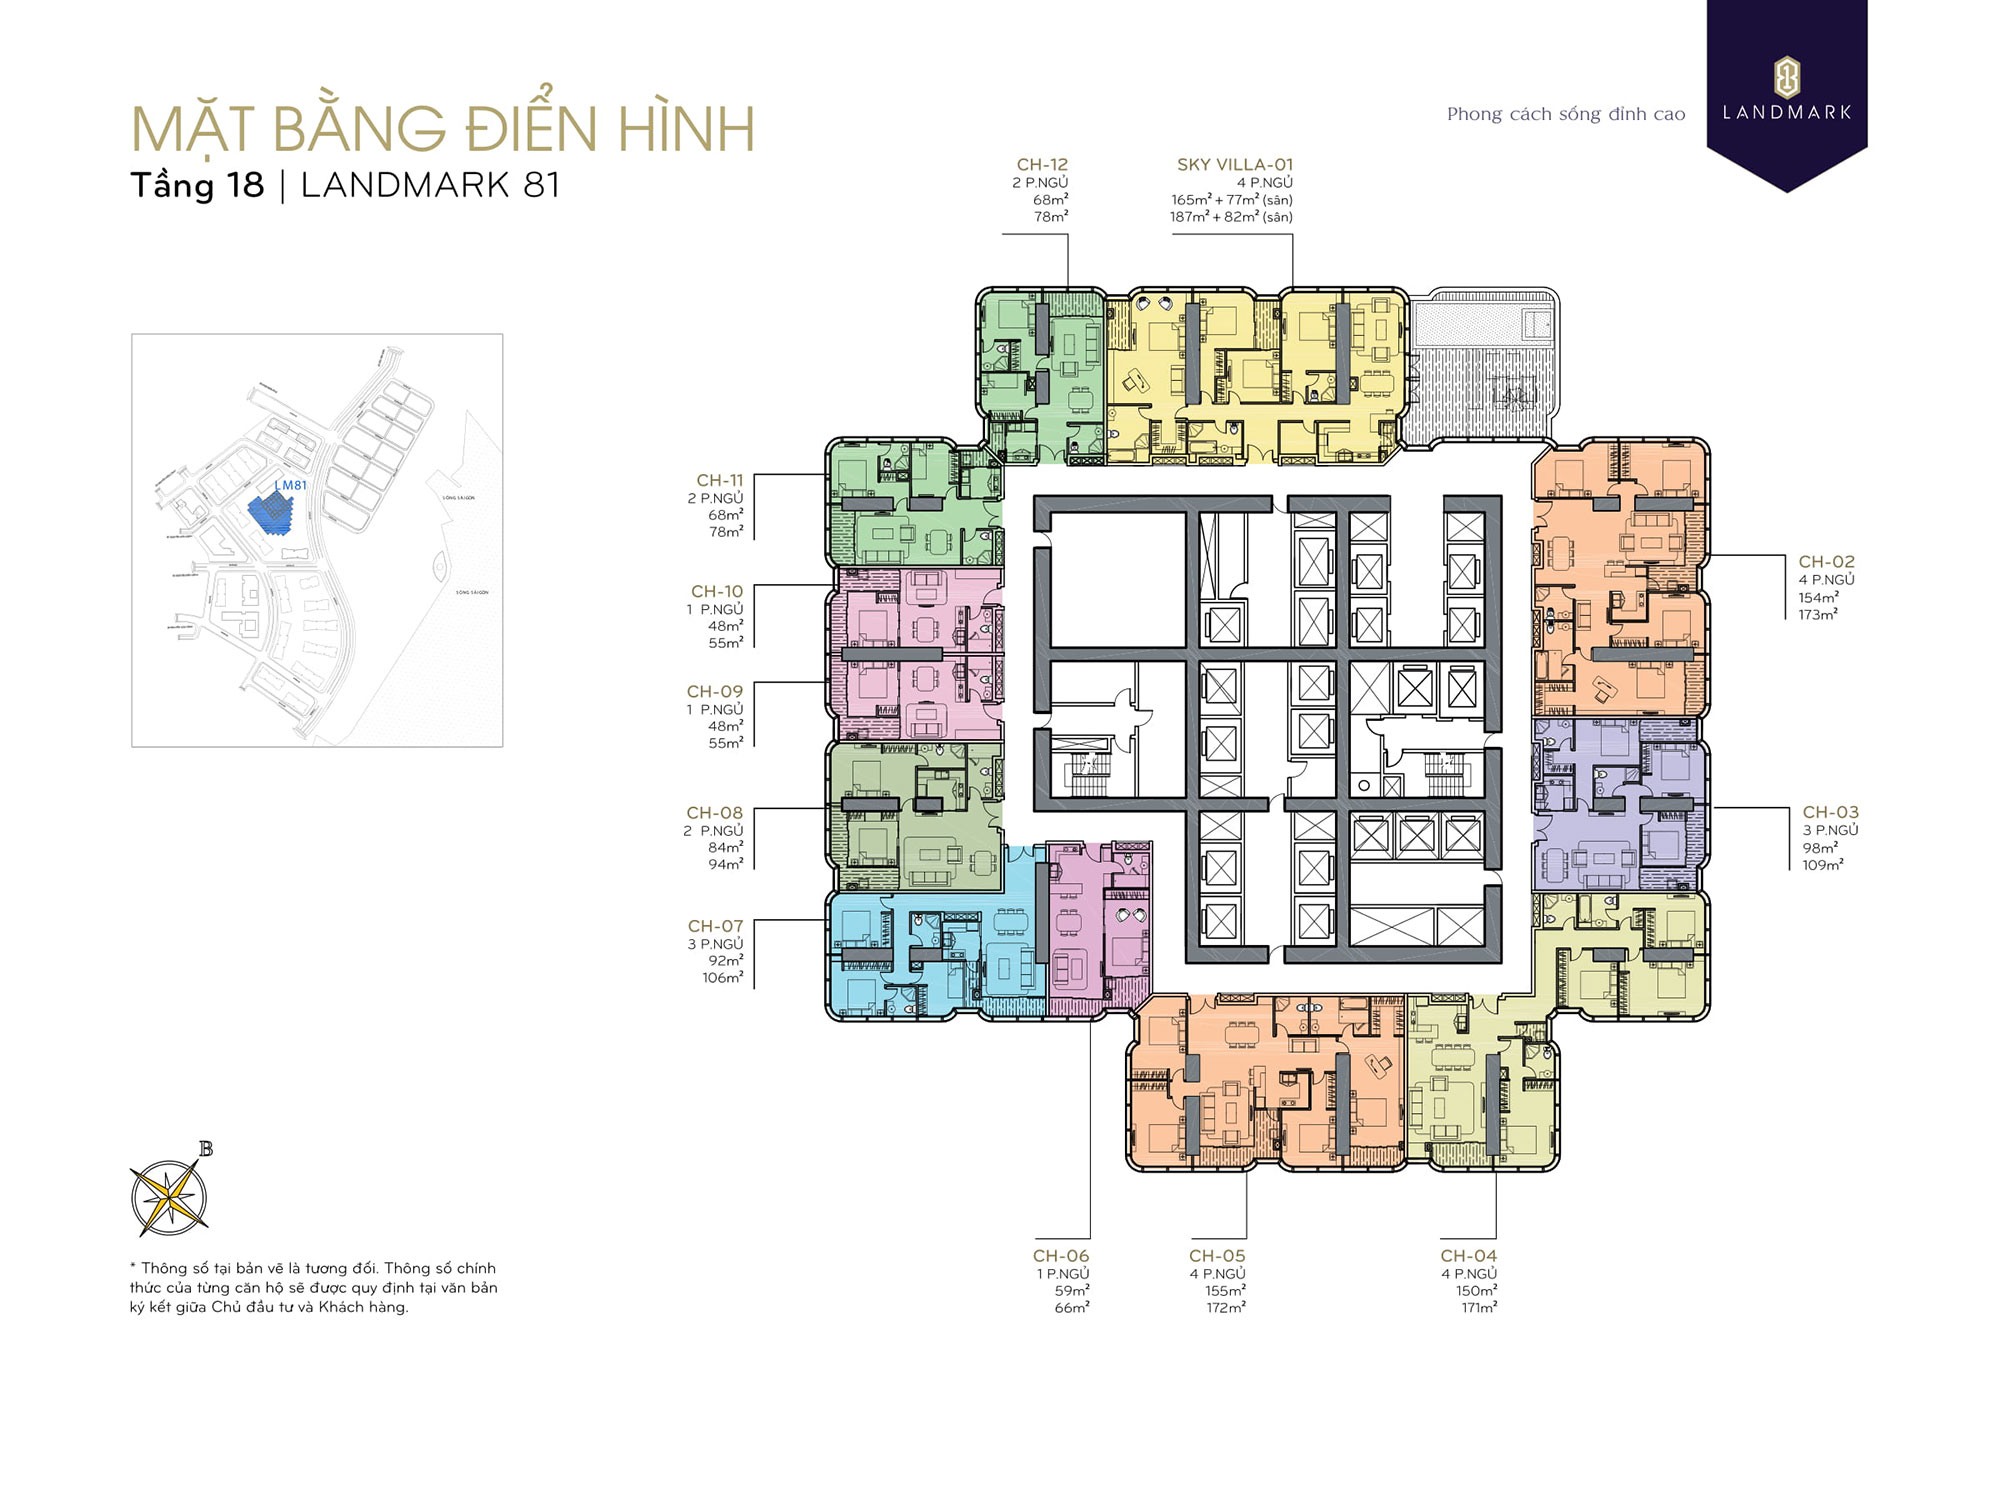 MẶT BẰNG ĐIỂN HÌNH
Tầng 18 | LANDMARK 81
Phong cách sống đỉnh cao
LANDMARK
CH-12
2 P.NGỦ
68m²
78m²
SKY VILLA-01
4 P.NGỦ
165m² + 77m² (sân)
187m² + 82m² (sân)
CH-11
2 P.NGỦ
68m²
78m²
CH-10
1 P.NGỦ
48m²
55m²
CH-09
1 P.NGỦ
48m²
55m²
CH-08
2 P.NGỦ
84m²
94m²
CH-07
3 P.NGỦ
92m²
106m²
CH-02
4 P.NGỦ
154m²
173m²
CH-03
3 P.NGỦ
98m²
109m²
CH-06
1 P.NGỦ
59m²
66m²
CH-05
4 P.NGỦ
155m²
172m²
CH-04
4 P.NGỦ
150m²
171m²
LM81
SÔNG SAIGON
SÔNG SAIGON
B
* Thông số tại bản vẽ là tương đối. Thông số chính
thức của từng căn hộ sẽ được quy định tại văn bản
ký kết giữa Chủ đầu tư và Khách hàng.